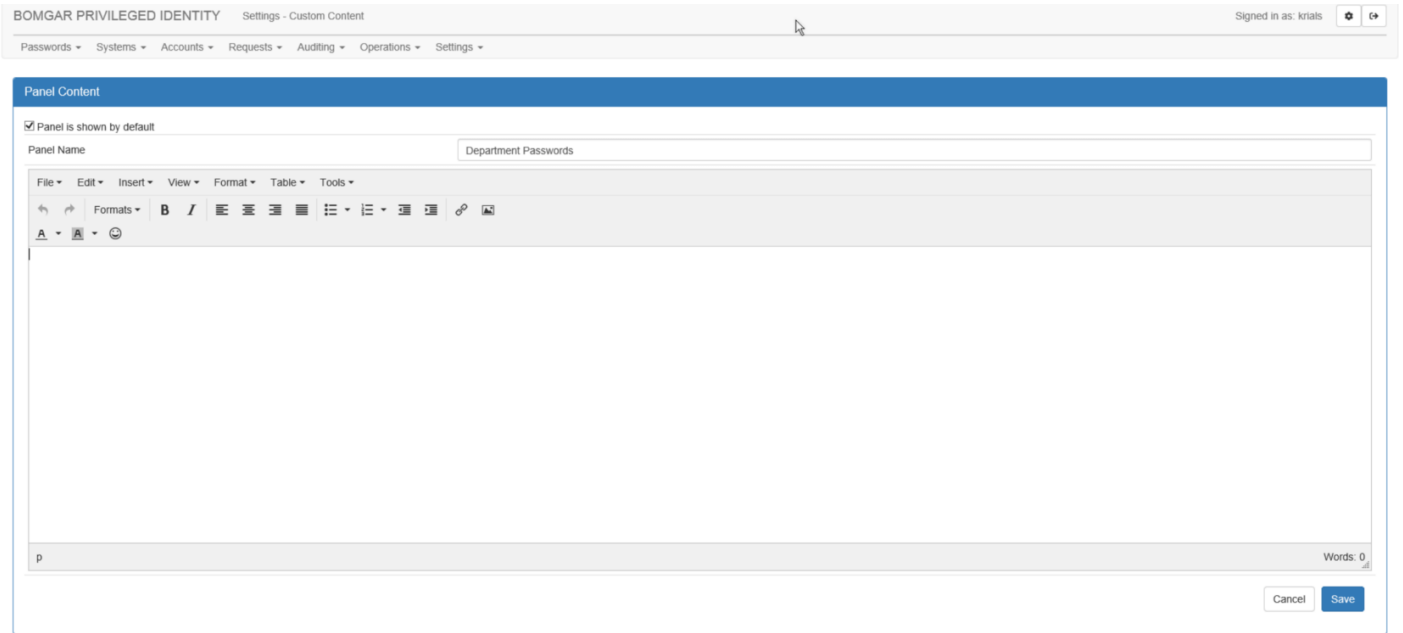 BOMGAR PRIVILEGED IDENTITY Settings - Custom Content Signed in as: krials
Passwords Systems Accounts Requests Auditing Operations Settings
Panel Content
Panel is shown by default
Panel Name Department Passwords
File Edit Insert View Format Table Tools
Formats B I
A A
p Words: 0
Cancel Save